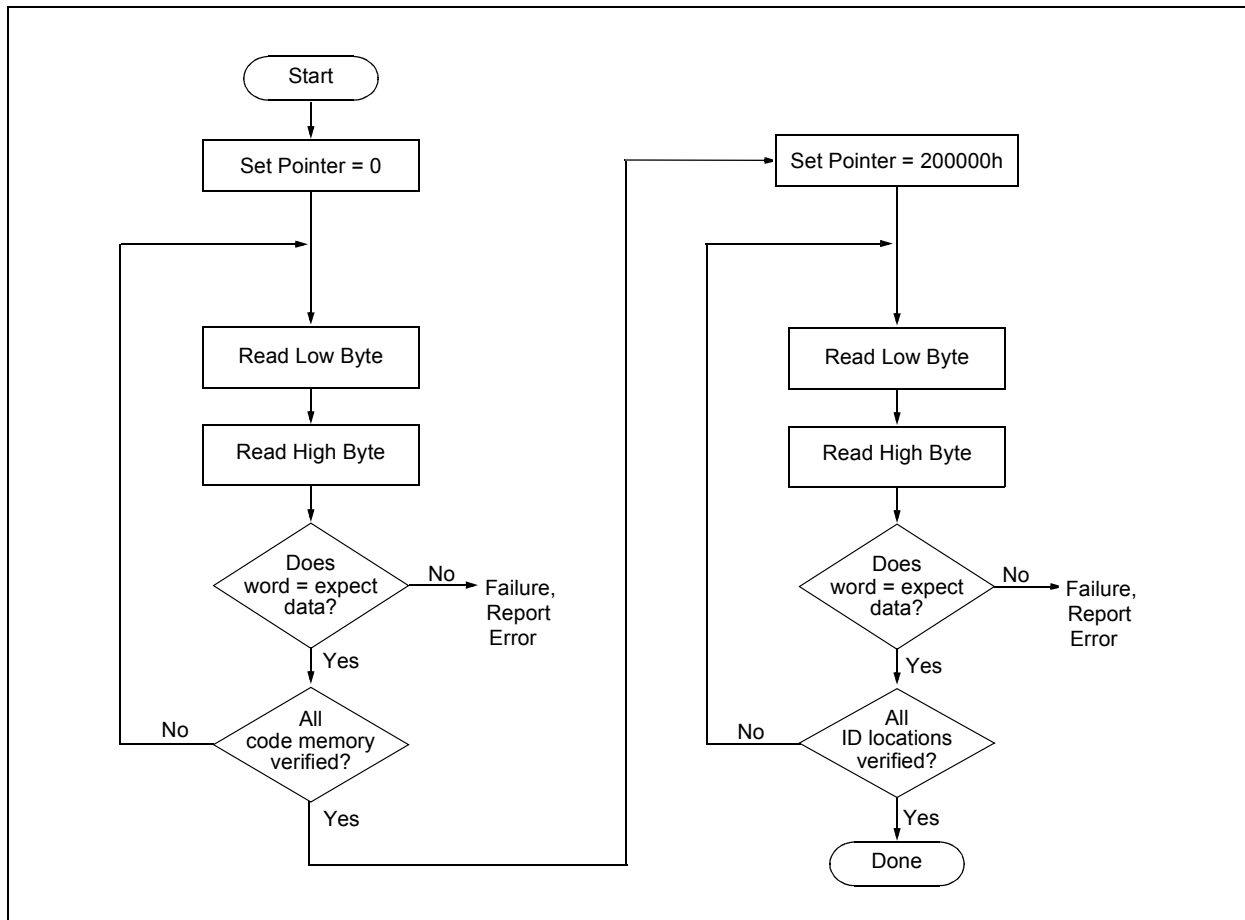 Start
Set Pointer = 0
Read Low Byte
Read High Byte
Does
word = expect
data?
No
Failure,
Report
Error
Yes
All
code memory
verified?
No
Yes
Set Pointer = 200000h
Read Low Byte
Read High Byte
Does
word = expect
data?
No
Failure,
Report
Error
Yes
All
ID locations
verified?
No
Yes
Done